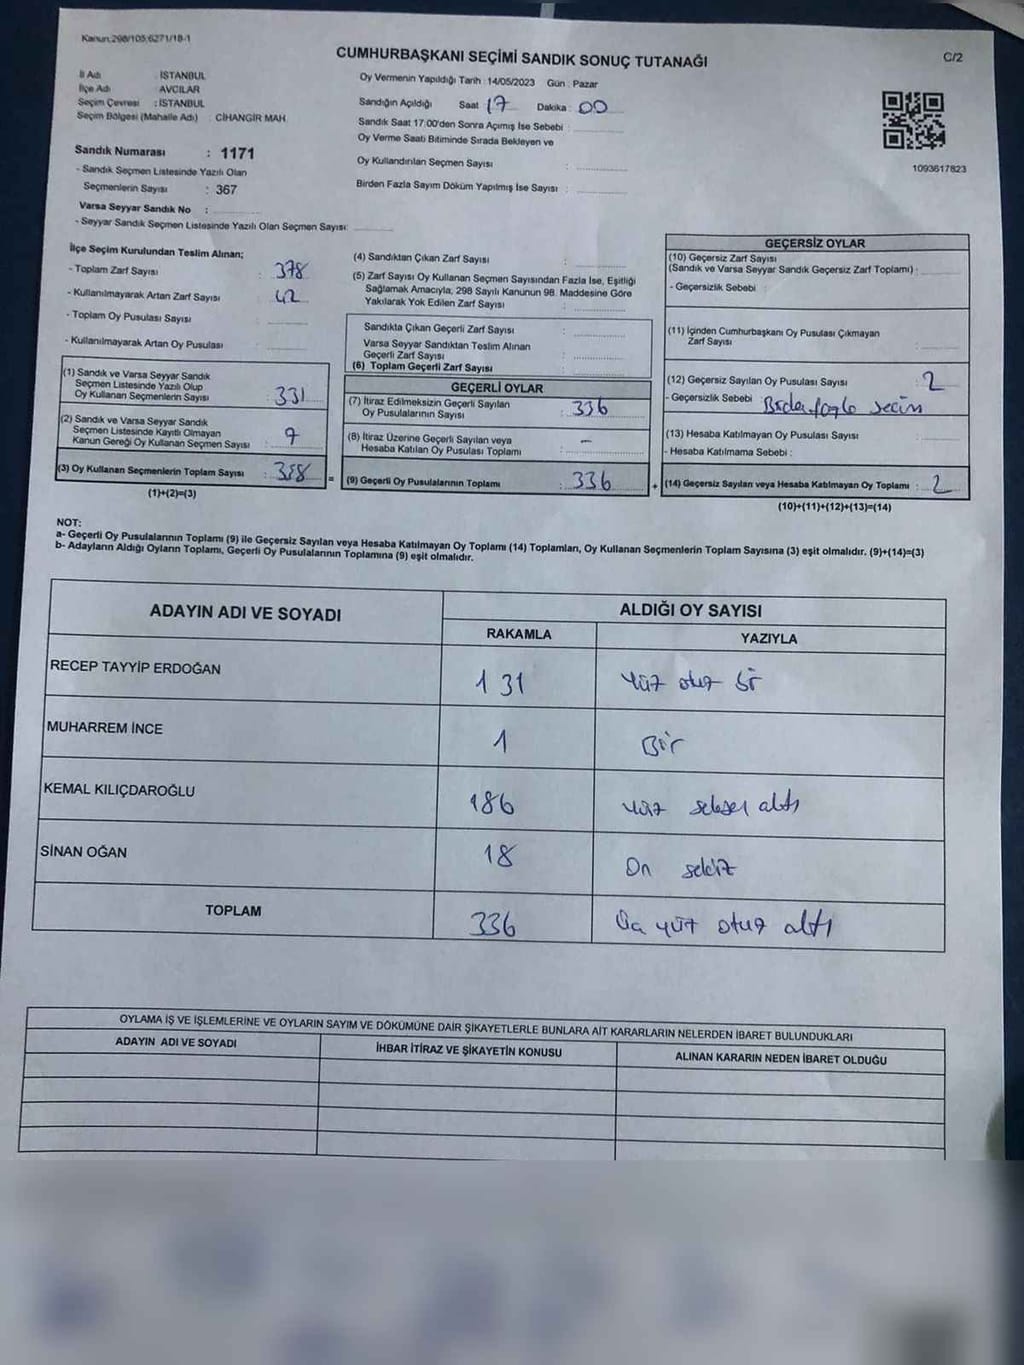 Kanun:298/105;6271/18-1
CUMHURBAŞKANI SEÇİMİ SANDIK SONUÇ TUTANAĞI
C/2
İl Adı : İSTANBUL
İlçe Adı : AVCILAR
Seçim Çevresi : İSTANBUL
Seçim Bölgesi (Mahalle Adı) : CİHANGİR MAH.
Oy Vermenin Yapıldığı Tarih : 14/05/2023 Gün : Pazar
Sandığın Açıldığı Saat : 17 Dakika : 00
Sandık Saat 17:00'den Sonra Açılmış İse Sebebi :
Oy Verme Saati Bitiminde Sırada Bekleyen ve
Oy Kullandırılan Seçmen Sayısı :
Birden Fazla Sayım Döküm Yapılmış İse Sayısı :
1093617823
Sandık Numarası : 1171
- Sandık Seçmen Listesinde Yazılı Olan
Seçmenlerin Sayısı : 367
Varsa Seyyar Sandık No :
- Seyyar Sandık Seçmen Listesinde Yazılı Olan Seçmen Sayısı:
İlçe Seçim Kurulundan Teslim Alınan;
- Toplam Zarf Sayısı : 378
- Kullanılmayarak Artan Zarf Sayısı : 42
- Toplam Oy Pusulası Sayısı :
- Kullanılmayarak Artan Oy Pusulası :
(1) Sandık ve Varsa Seyyar Sandık
Seçmen Listesinde Yazılı Olup
Oy Kullanan Seçmenlerin Sayısı : 331
(2) Sandık ve Varsa Seyyar Sandık
Seçmen Listesinde Kayıtlı Olmayan
Kanun Gereği Oy Kullanan Seçmen Sayısı : 7
(3) Oy Kullanan Seçmenlerin Toplam Sayısı : 338 =
(1)+(2)=(3)
(4) Sandıktan Çıkan Zarf Sayısı :
(5) Zarf Sayısı Oy Kullanan Seçmen Sayısından Fazla İse, Eşitliği
Sağlamak Amacıyla, 298 Sayılı Kanunun 98. Maddesine Göre
Yakılarak Yok Edilen Zarf Sayısı :
Sandıkta Çıkan Geçerli Zarf Sayısı :
Varsa Seyyar Sandıktan Teslim Alınan
Geçerli Zarf Sayısı :
(6) Toplam Geçerli Zarf Sayısı :
GEÇERLİ OYLAR
(7) İtiraz Edilmeksizin Geçerli Sayılan
Oy Pusulalarının Sayısı : 336
(8) İtiraz Üzerine Geçerli Sayılan veya
Hesaba Katılan Oy Pusulası Toplamı : –
(9) Geçerli Oy Pusulalarının Toplamı : 336 +
GEÇERSİZ OYLAR
(10) Geçersiz Zarf Sayısı
(Sandık ve Varsa Seyyar Sandık Geçersiz Zarf Toplamı) :
- Geçersizlik Sebebi :
(11) İçinden Cumhurbaşkanı Oy Pusulası Çıkmayan
Zarf Sayısı :
(12) Geçersiz Sayılan Oy Pusulası Sayısı : 2
- Geçersizlik Sebebi : Birden fazla seçim
(13) Hesaba Katılmayan Oy Pusulası Sayısı :
- Hesaba Katılmama Sebebi :
(14) Geçersiz Sayılan veya Hesaba Katılmayan Oy Toplamı : 2
(10)+(11)+(12)+(13)=(14)
NOT:
a- Geçerli Oy Pusulalarının Toplamı (9) ile Geçersiz Sayılan veya Hesaba Katılmayan Oy Toplamı (14) Toplamları, Oy Kullanan Seçmenlerin Toplam Sayısına (3) eşit olmalıdır. (9)+(14)=(3)
b- Adayların Aldığı Oyların Toplamı, Geçerli Oy Pusulalarının Toplamına (9) eşit olmalıdır.
ADAYIN ADI VE SOYADI ALDIĞI OY SAYISI
RAKAMLA YAZIYLA
RECEP TAYYİP ERDOĞAN 131 Yüz otuz bir
MUHARREM İNCE 1 Bir
KEMAL KILIÇDAROĞLU 186 Yüz seksen altı
SİNAN OĞAN 18 On sekiz
TOPLAM 336 Üç yüz otuz altı
OYLAMA İŞ VE İŞLEMLERİNE VE OYLARIN SAYIM VE DÖKÜMÜNE DAİR ŞİKAYETLERLE BUNLARA AİT KARARLARIN NELERDEN İBARET BULUNDUKLARI
ADAYIN ADI VE SOYADI İHBAR İTİRAZ VE ŞİKAYETİN KONUSU ALINAN KARARIN NEDEN İBARET OLDUĞU